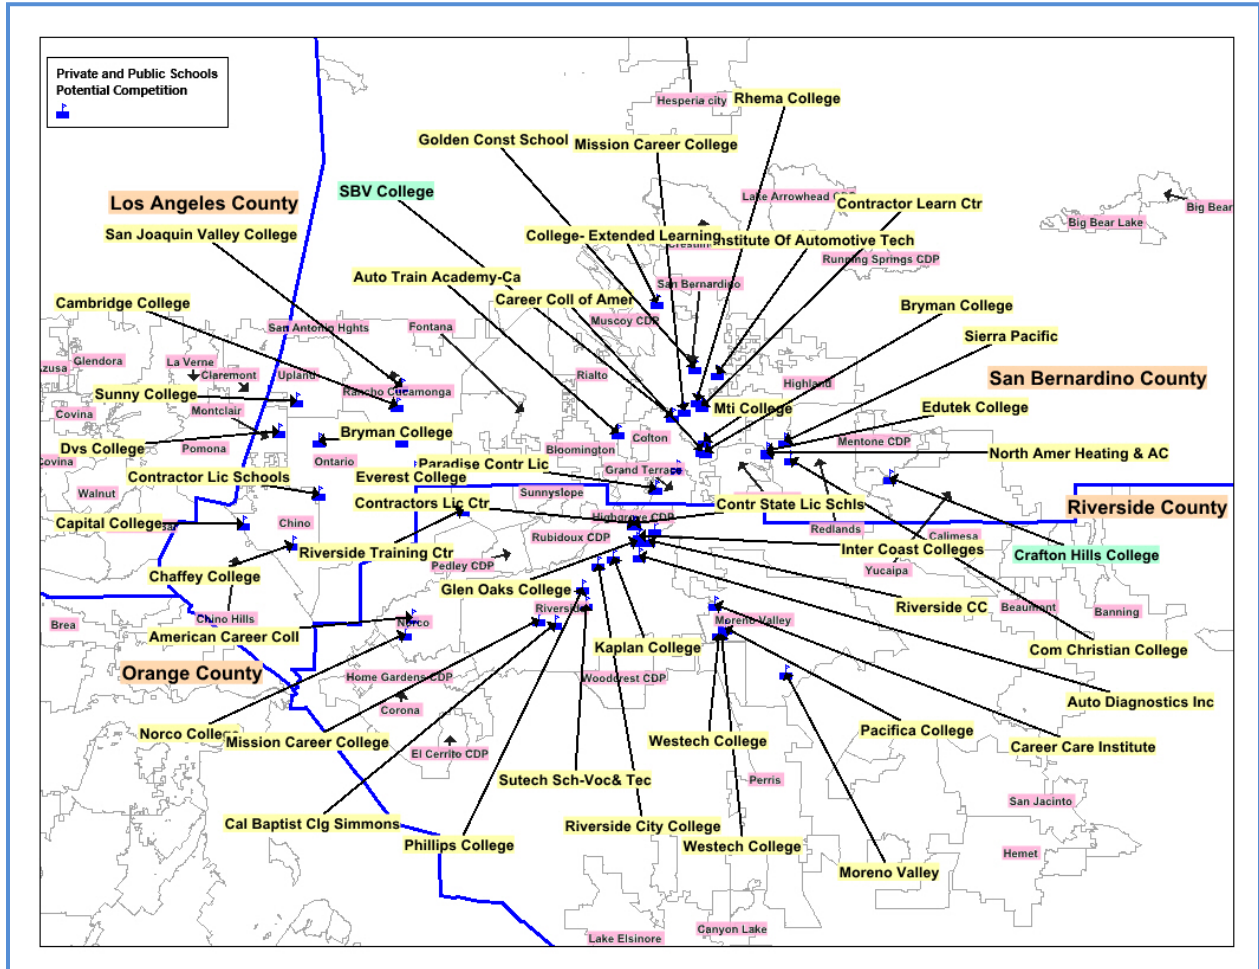 Private and Public Schools
Potential Competition
Hesperia city
Rhema College
Golden Const School
Mission Career College
SBV College
Lake Arrowhead
Los Angeles County
Contractor Learn Ctr
Big Bear
Big Bear Lake
San Joaquin Valley College
College- Extended Learning
nstitute Of Automotive Tech
Running Springs CDP
Auto Train Academy-Ca
San Bernardino
Career Coll of Amer
Cambridge College
Bryman College
Muscoy CDP
San Antonio Hghts
Fontana
Sierra Pacific
Glendora
La Verne
azusa
Claremont
Upland
Rialto
Highland
San Bernardino County
Rancho Cucamonga
Sunny College
Montclair
Covina
Mti College
Edutek College
Bryman College
Colton
Mentone CDP
Dvs College
Pomona
Bloomington
North Amer Heating & AC
Covina
Ontario
Paradise Contr Lic
Grand Terrace
Contractor Lic Schools
Everest College
Walnut
Sunnyslope
Contractors Lic Ctr
Contr State Lic Schls
Riverside County
Capital College
Chino
Highgrove CDP
Redlands
Calimesa
Rubidoux CDP
Riverside Training Ctr
Inter Coast Colleges
Crafton Hills College
Pedley CDP
Yucaipa
Chaffey College
Glen Oaks College
Riverside
Riverside CC
Beaumont
Banning
Brea
Chino Hills
Norco
Moreno Valley
American Career Coll
Kaplan College
Com Christian College
Orange County
Home Gardens CDP
Woodcrest CDP
Corona
Auto Diagnostics Inc
Norco College
Mission Career College
Westech College
Pacifica College
Career Care Institute
El Cerrito CDP
Sutech Sch-Voc& Tec
Perris
San Jacinto
Cal Baptist Clg Simmons
Riverside City College
Phillips College
Westech College
Hemet
Moreno Valley
Canyon Lake
Lake Elsinore